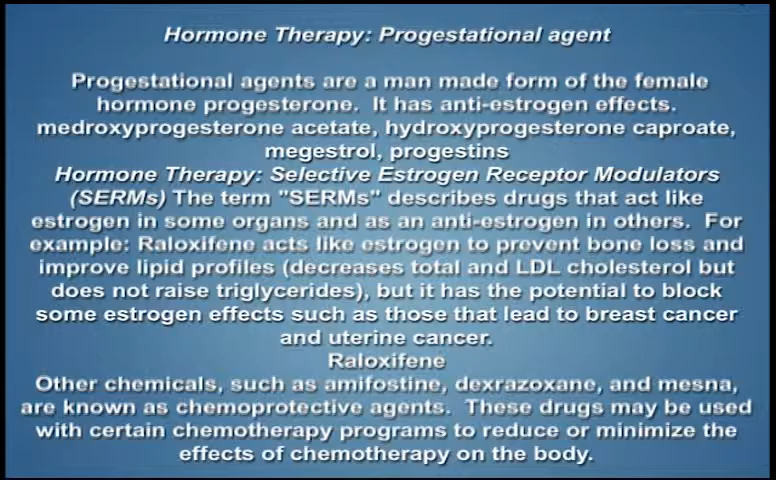 Hormone Therapy: Progestational agent
Progestational agents are a man made form of the female
hormone progesterone. It has anti-estrogen effects.
medroxyprogesterone acetate, hydroxyprogesterone caproate,
megestrol, progestins
Hormone Therapy: Selective Estrogen Receptor Modulators
(SERMs) The term "SERMs" describes drugs that act like
estrogen in some organs and as an anti-estrogen in others. For
example: Raloxifene acts like estrogen to prevent bone loss and
improve lipid profiles (decreases total and LDL cholesterol but
does not raise triglycerides), but it has the potential to block
some estrogen effects such as those that lead to breast cancer
and uterine cancer.
Raloxifene
Other chemicals, such as amifostine, dexrazoxane, and mesna,
are known as chemoprotective agents. These drugs may be used
with certain chemotherapy programs to reduce or minimize the
effects of chemotherapy on the body.